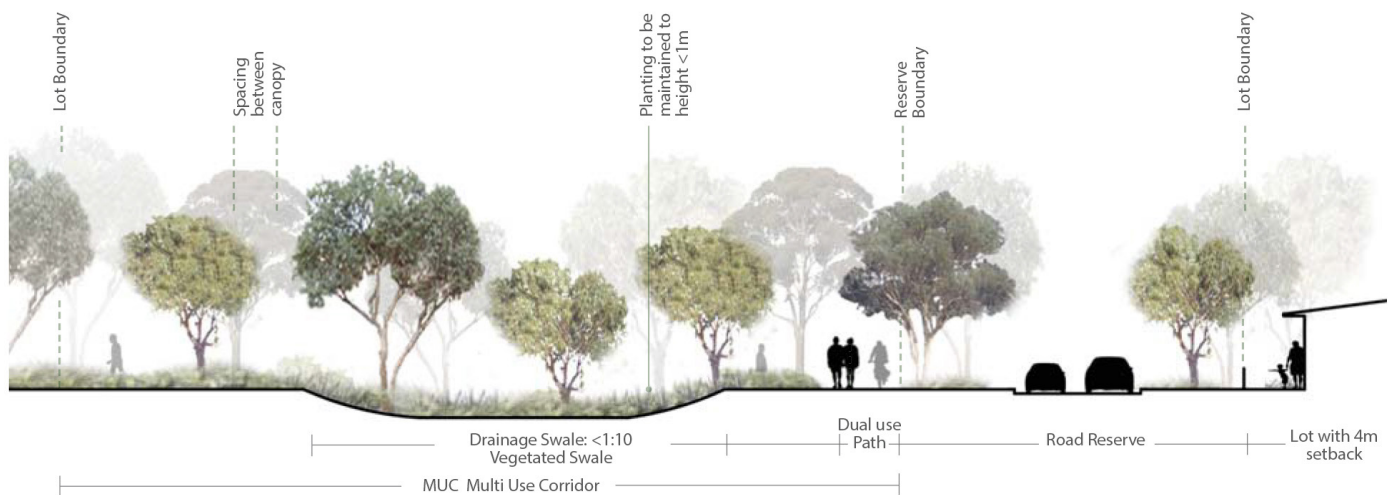 Lot Boundary
Spacing
between
canopy
Planting to be
maintained to
height <1m
Reserve
Boundary
Lot Boundary
Drainage Swale: <1:10
Vegetated Swale
Dual use
Path
Road Reserve
Lot with 4m
setback
MUC  Multi Use Corridor